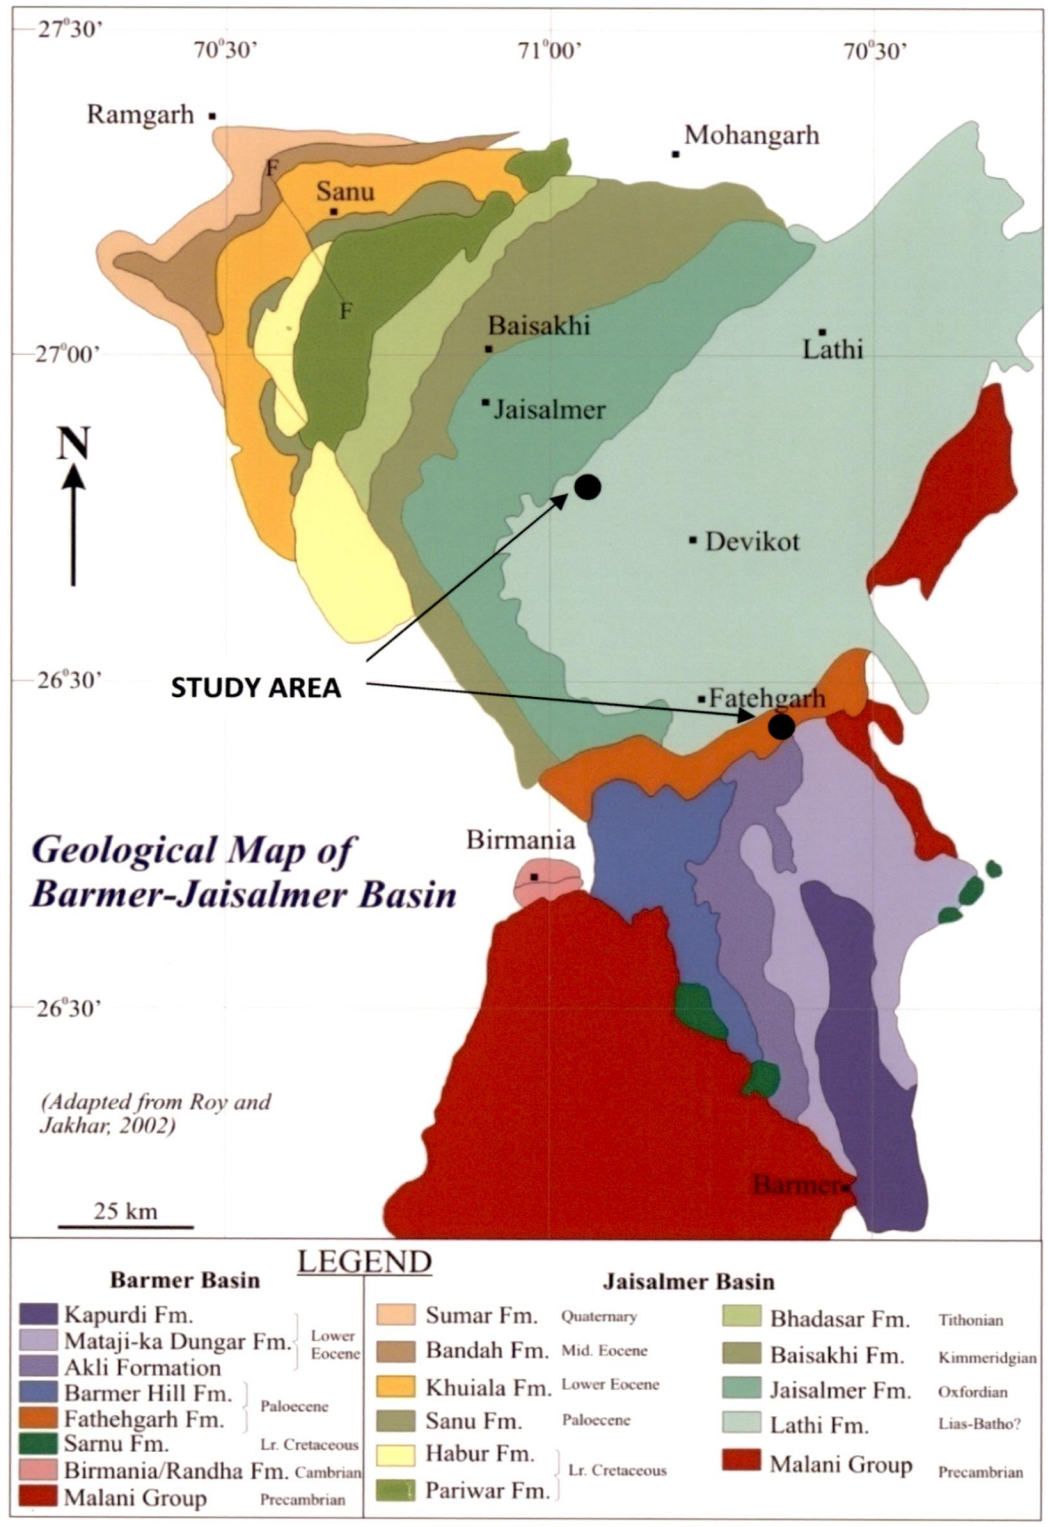 27°30’
70°30’ 71°00’ 70°30’
Ramgarh
Mohangarh
F
Sanu
F
Baisakhi
27°00’
Lathi
Jaisalmer
N
Devikot
26°30’
STUDY AREA
Fatehgarh
Birmania
Geological Map of
Barmer-Jaisalmer Basin
26°30’
(Adapted from Roy and
Jakhar, 2002)
Barmer
25 km
LEGEND
Barmer Basin
Kapurdi Fm.
Mataji-ka Dungar Fm.
Akli Formation
Lower
Eocene
Barmer Hill Fm.
Fathehgarh Fm.
Paloecene
Sarnu Fm. Lr. Cretaceous
Birmania/Randha Fm. Cambrian
Malani Group Precambrian
Jaisalmer Basin
Sumar Fm. Quaternary
Bandah Fm. Mid. Eocene
Khuiala Fm. Lower Eocene
Sanu Fm. Paloecene
Habur Fm.
Pariwar Fm.
Lr. Cretaceous
Bhadasar Fm. Tithonian
Baisakhi Fm. Kimmeridgian
Jaisalmer Fm. Oxfordian
Lathi Fm. Lias-Batho?
Malani Group Precambrian